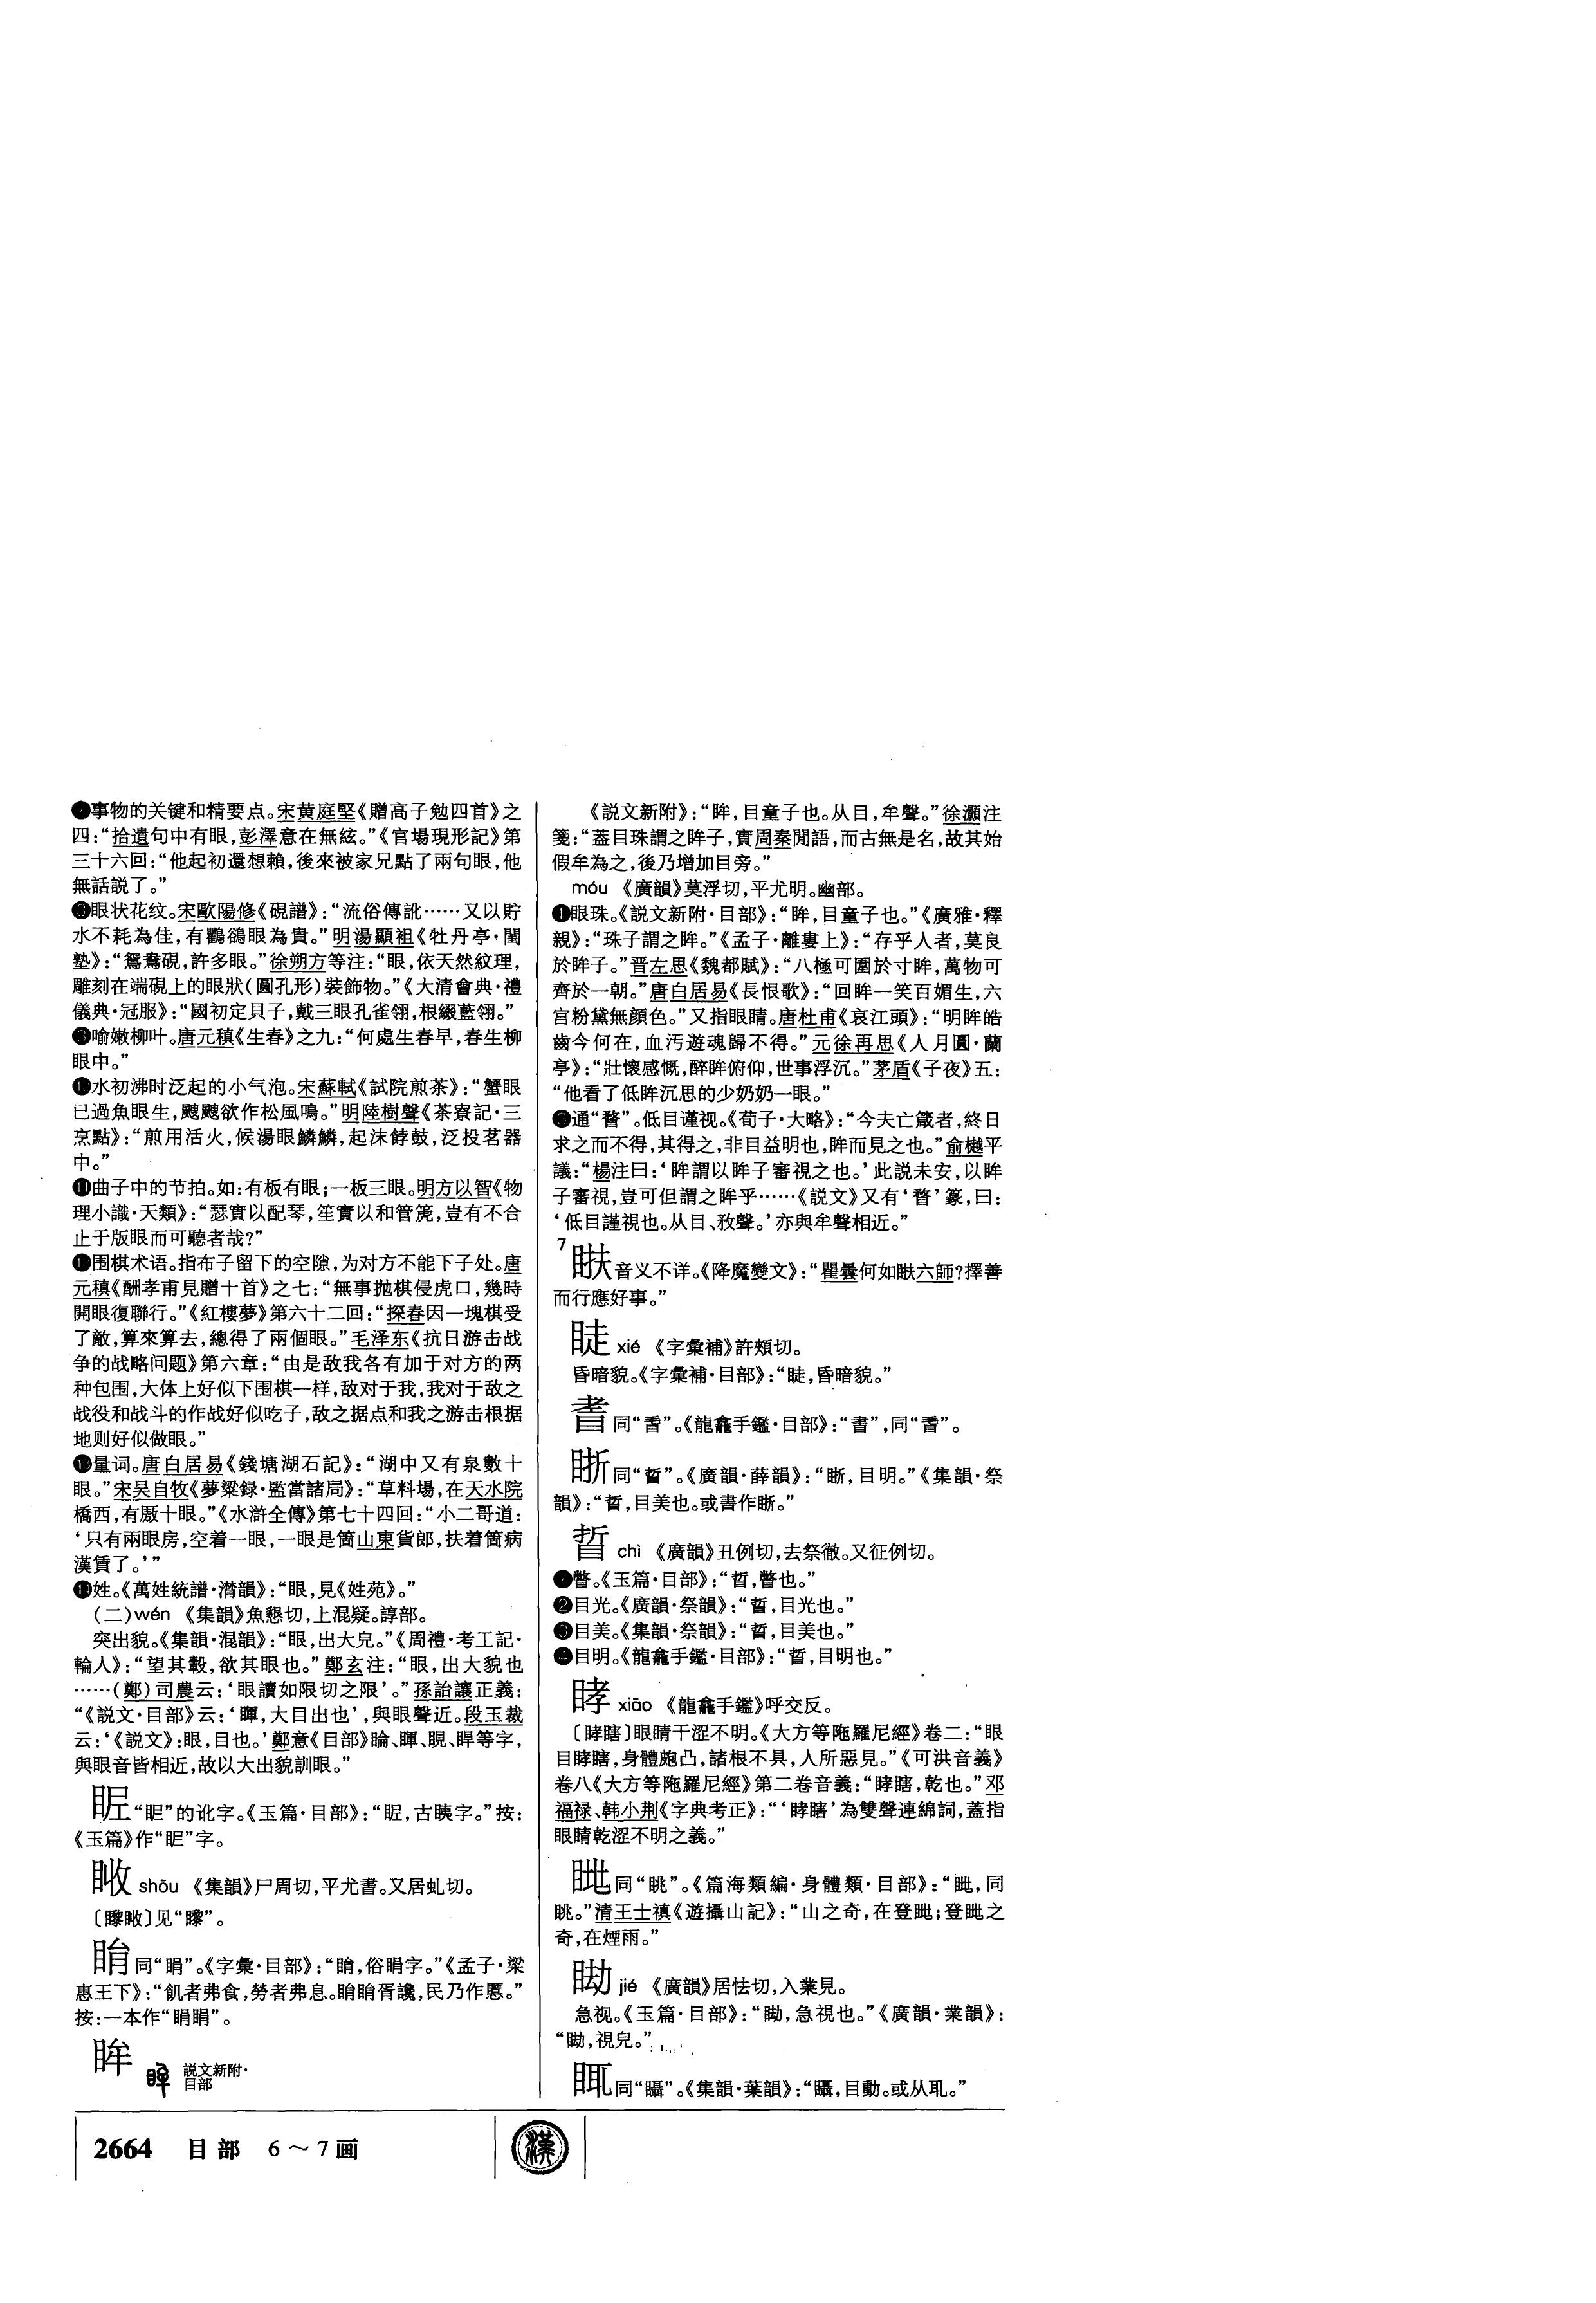 事物的关键和精要点。宋黄庭堅《贈高子勉四首》之
四：“拾遺句中有眼，彭澤意在無絃。”《官場現形記》第
三十六回：“他起初還想賴，後來被家兄點了兩句眼，他
無話説了。”
眼状花纹。宋歐陽修《硯譜》：“流俗傳訛……又以貯
水不耗為佳，有鸜鵒眼為貴。”明湯顯祖《牡丹亭·閨
塾》：“鴛鴦硯，許多眼。”徐朔方等注：“眼，依天然紋理，
雕刻在端硯上的眼狀(圓孔形)裝飾物。”《大清會典·禮
儀典·冠服》：“國初定貝子，戴三眼孔雀翎，根綴藍翎。”
喻嫩柳叶。唐元稹《生春》之九：“何處生春早，春生柳
眼中。”
水初沸时泛起的小气泡。宋蘇軾《試院煎茶》：“蟹眼
已過魚眼生，颼颼欲作松風鳴。”明陸樹聲《茶寮記·三
烹點》：“煎用活火，候湯眼鱗鱗，起沫餑鼓，泛投茗器
中。”
⓫曲子中的节拍。如：有板有眼；一板三眼。明方以智《物
理小識·天類》：“瑟實以配琴，笙實以和管篪，豈有不合
止于版眼而可聽者哉?”
围棋术语。指布子留下的空隙，为对方不能下子处。唐
元稹《酬孝甫見贈十首》之七：“無事抛棋侵虎口，幾時
開眼復聯行。”《紅樓夢》第六十二回：“探春因一塊棋受
了敵，算來算去，總得了兩個眼。”毛泽东《抗日游击战
争的战略问题》第六章：“由是敌我各有加于对方的两
种包围，大体上好似下围棋一样，敌对于我，我对于敌之
战役和战斗的作战好似吃子，敌之据点和我之游击根据
地则好似做眼。”
⓭量词。唐白居易《錢塘湖石記》：“湖中又有泉數十
眼。”宋吴自牧《夢粱録·監當諸局》：“草料場，在天水院
橋西，有厫十眼。”《水滸全傳》第七十四回：“小二哥道：
‘只有兩眼房，空着一眼，一眼是箇山東貨郎，扶着箇病
漢賃了。’”
姓。《萬姓統譜·潸韻》：“眼，見《姓苑》。”
(二)wěn 《集韻》魚懇切，上混疑。諄部。
突出貌。《集韻·混韻》：“眼，出大皃。”《周禮·考工記·
輪人》：“望其轂，欲其眼也。”鄭玄注：“眼，出大貌也
……(鄭)司農云：‘眼讀如限切之限’。”孫詒讓正義：
“《説文·目部》云：‘睴，大目出也’，與眼聲近。段玉裁
云：‘《説文》：眼，目也。’鄭意《目部》睔、睴、睍、睅等字，
與眼音皆相近，故以大出貌訓眼。”
的讹字。《玉篇·目部》：古眱字。”按：
《玉篇》作字。
shōu 《集韻》尸周切，平尤書。又居虬切。
见
同“睊”。《字彙·目部》：俗睊字。”《孟子·梁
惠王下》：“飢者弗食，勞者弗息。胥讒，民乃作慝。”
按：一本作“睊睊”。
眸 説文新附·
目部
《説文新附》：“眸，目童子也。从目，牟聲。”徐灝注
箋：“蓋目珠謂之眸子，實周秦閒語，而古無是名，故其始
假牟為之，後乃增加目旁。”
móu 《廣韻》莫浮切，平尤明。幽部。
❶眼珠。《説文新附·目部》：“眸，目童子也。”《廣雅·釋
親》：“珠子謂之眸。”《孟子·離婁上》：“存乎人者，莫良
於眸子。”晋左思《魏都賦》：“八極可圍於寸眸，萬物可
齊於一朝。”唐白居易《長恨歌》：“回眸一笑百媚生，六
宫粉黛無顔色。”又指眼睛。唐杜甫《哀江頭》：“明眸皓
齒今何在，血汚遊魂歸不得。”元徐再思《人月圓·蘭
亭》：“壯懷感慨，醉眸俯仰，世事浮沉。”茅盾《子夜》五：
“他看了低眸沉思的少奶奶一眼。”
通“瞀”。低目谨视。《荀子·大略》：“今夫亡箴者，終日
求之而不得，其得之，非目益明也，眸而見之也。”俞樾平
議：“楊注曰：‘眸謂以眸子審視之也。’此説未安，以眸
子審視，豈可但謂之眸乎……《説文》又有‘瞀’篆，曰：
‘低目謹視也。从目、敄聲。’亦與牟聲相近。”
7
音义不详。《降魔變文》：“瞿曇何如六師?擇善
而行應好事。”
xié 《字彙補》許頰切。
昏暗貌。《字彙補·目部》：昏暗貌。”
同《龍龕手鑑·目部》：同
同“晢”。《廣韻·薛韻》：目明。”《集韻·祭
韻》：目美也。或書作
chì 《廣韻》丑例切，去祭徹。又征例切。
瞥。《玉篇·目部》：瞥也。”
❷目光。《廣韻·祭韻》：目光也。”
❸目美。《集韻·祭韻》：目美也。”
❹目明。《龍龕手鑑·目部》：目明也。”
xiāo 《龍龕手鑑》呼交反。
眼睛干涩不明。《大方等陁羅尼經》卷二：“眼
目瞎，身體皰凸，諸根不具，人所惡見。”《可洪音義》
卷八《大方等陁羅尼經》第二卷音義：乾也。”邓
福禄、韩小荆《字典考正》：為雙聲連綿詞，蓋指
眼睛乾涩不明之義。”
同“眺”。《篇海類編·身體類·目部》：同
眺。”清王士禛《遊攝山記》：“山之奇，在登；登之
奇，在煙雨。”
jié 《廣韻》居怯切，入業見。
急视。《玉篇·目部》：急視也。”《廣韻·業韻》：
視皃。”
同“囁”。《集韻·葉韻》：目動。或从耴。”
2664 目部 6～7画
漢